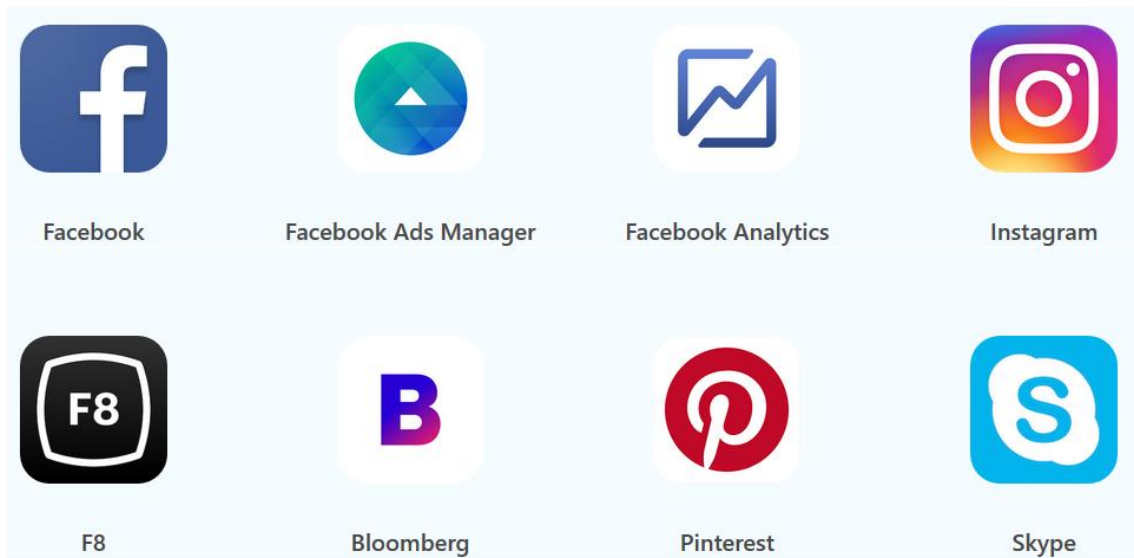 Facebook Facebook Ads Manager Facebook Analytics Instagram
F8
B
S
F8 Bloomberg Pinterest Skype